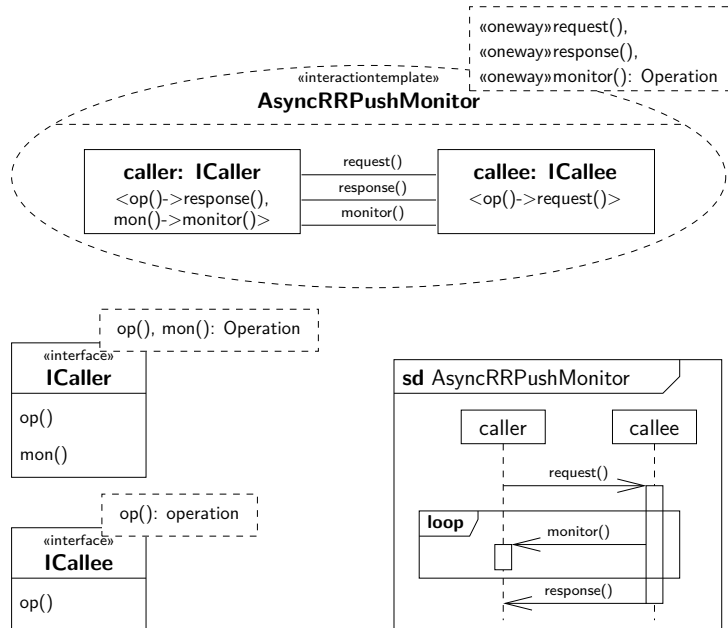 «oneway»request(),
«oneway»response(),
«oneway»monitor(): Operation
«interactiontemplate»
AsyncRRPushMonitor
caller: ICaller
<op()->response(),
mon()->monitor()>
request()
response()
monitor()
callee: ICallee
<op()->request()>
op(), mon(): Operation
«interface»
ICaller
op()
mon()
op(): operation
«interface»
ICallee
op()
sd AsyncRRPushMonitor
caller
callee
request()
loop
monitor()
response()